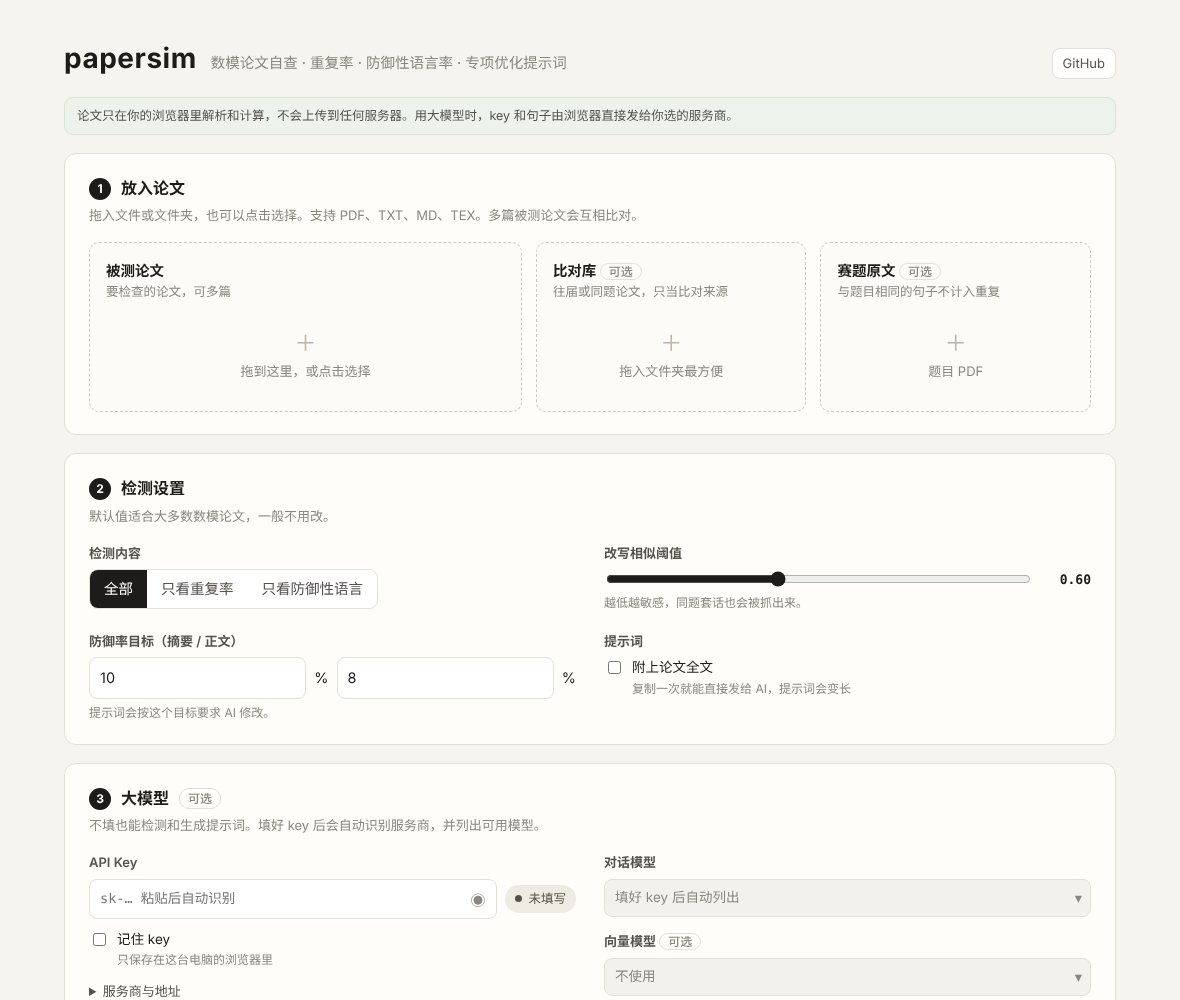 papersim 数模论文自查 · 重复率 · 防御性语言率 · 专项优化提示词 GitHub
论文只在你的浏览器里解析和计算，不会上传到任何服务器。用大模型时，key 和句子由浏览器直接发给你选的服务商。
1 放入论文
拖入文件或文件夹，也可以点击选择。支持 PDF、TXT、MD、TEX。多篇被测论文会互相比对。
被测论文
要检查的论文，可多篇
+
拖到这里，或点击选择
比对库 可选
往届或同题论文，只当比对来源
+
拖入文件夹最方便
赛题原文 可选
与题目相同的句子不计入重复
+
题目 PDF
2 检测设置
默认值适合大多数数模论文，一般不用改。
检测内容
全部 只看重复率 只看防御性语言
改写相似阈值
0.60
越低越敏感，同题套话也会被抓出来。
防御率目标（摘要 / 正文）
10 % 8 %
提示词会按这个目标要求 AI 修改。
提示词
附上论文全文
复制一次就能直接发给 AI，提示词会变长
3 大模型 可选
不填也能检测和生成提示词。填好 key 后会自动识别服务商，并列出可用模型。
API Key
sk-… 粘贴后自动识别 未填写
记住 key
只保存在这台电脑的浏览器里
服务商与地址
对话模型
填好 key 后自动列出
向量模型 可选
不使用